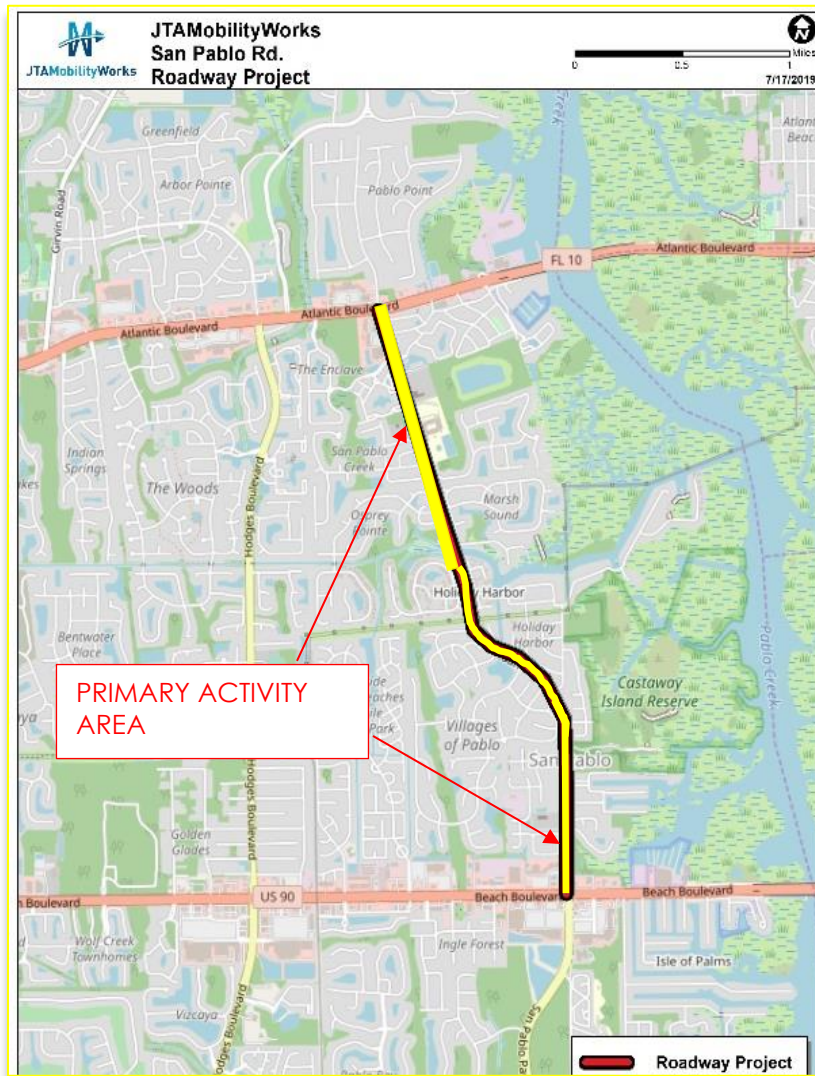 JTAMobilityWorks
San Pablo Rd.
Roadway Project
JTAMobilityWorks
N
0 0.5 1
Miles
7/17/2019
Greenfield
Arbor Pointe
Pablo Point
Girvin Road
Creek
Atlantic Boulevard
FL 10
Atlantic Boulevard
Atlantic Boulevard
The Enclave
Indian
Springs
The Woods
San Pablo
Creek
Marsh
Sound
Osprey
Pointe
Hodges Boulevard
Holiday Harbor
Holiday
Harbor
Bentwater
Place
PRIMARY ACTIVITY
AREA
Park
Villages
of Pablo
Castaway
Island Reserve
Pablo Creek
San Pablo
Hodges Boulevard
Golden
Glades
US 90
Beach Boulevard
Beach Boulevard
Boulevard
Wolf Creek
Townhomes
Ingle Forest
Isle of Palms
Vizcaya
Hodges Boulevard
Roadway Project